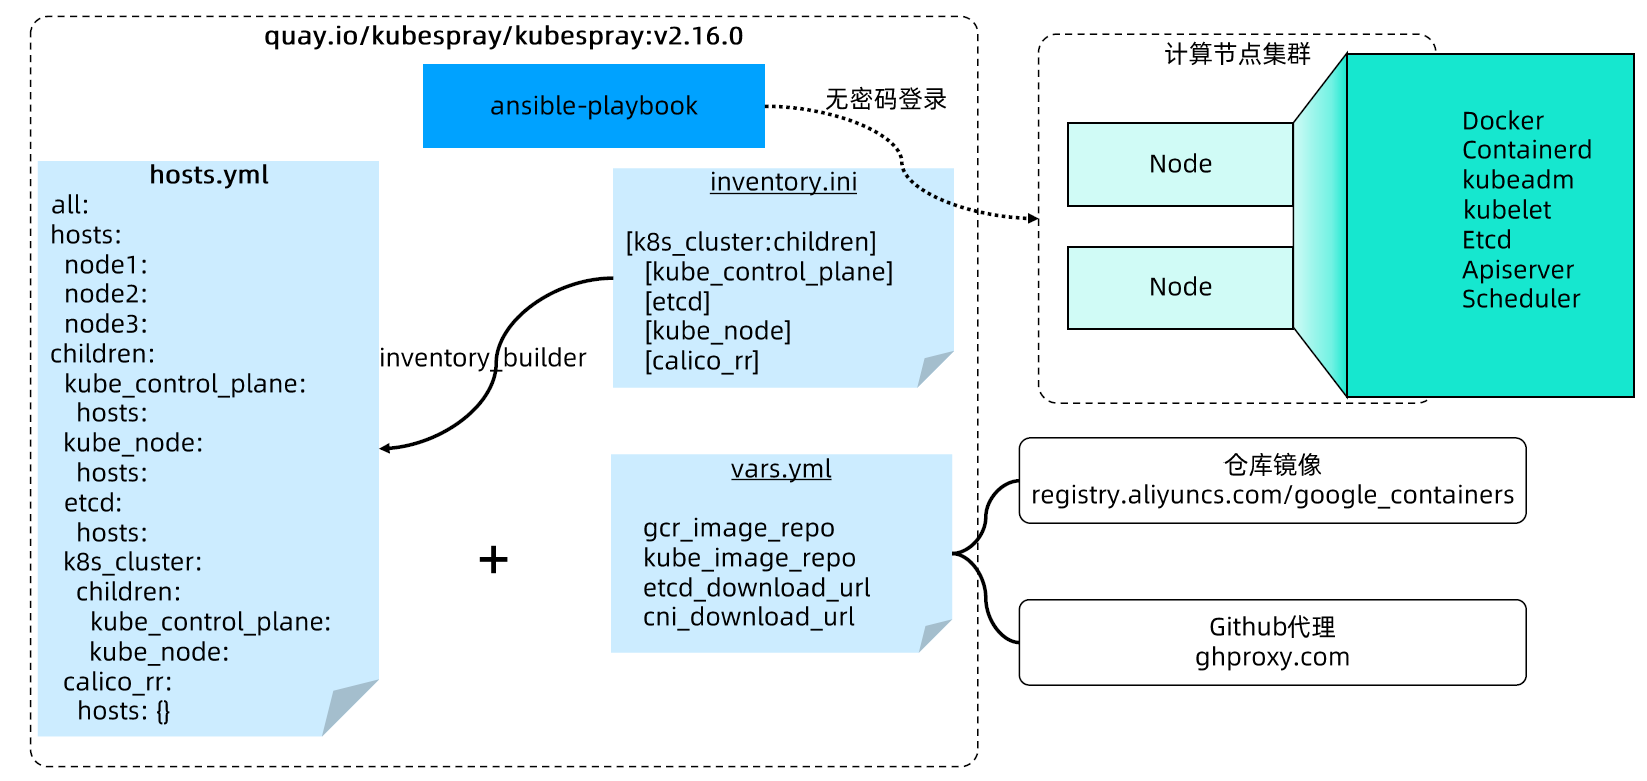 quay.io/kubespray/kubespray:v2.16.0
ansible-playbook
无密码登录
hosts.yml
all:
hosts:
node1:
node2:
node3:
children:
kube_control_plane:
hosts:
kube_node:
hosts:
etcd:
hosts:
k8s_cluster:
children:
kube_control_plane:
kube_node:
calico_rr:
hosts: {}
inventory_builder
inventory.ini
[k8s_cluster:children]
[kube_control_plane]
[etcd]
[kube_node]
[calico_rr]
+
vars.yml
gcr_image_repo
kube_image_repo
etcd_download_url
cni_download_url
计算节点集群
Node
Node
Docker
Containerd
kubeadm
kubelet
Etcd
Apiserver
Scheduler
仓库镜像
registry.aliyuncs.com/google_containers
Github代理
ghproxy.com